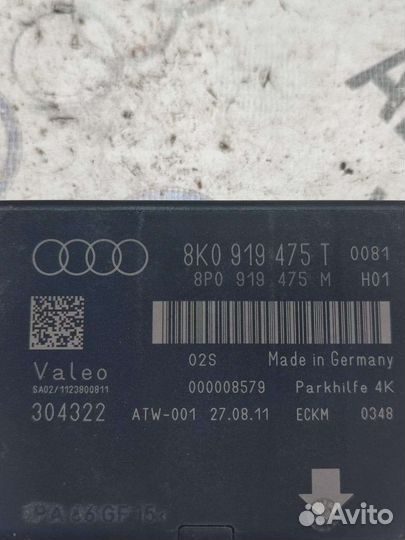 8K0 919 475 T 0081
8P0 919 475 M H01
Valeo 02S Made in Germany
SA02/1123800811 000008579 Parkhilfe 4K
304322 ATW-001 27.08.11 ECKM 0348
Avito